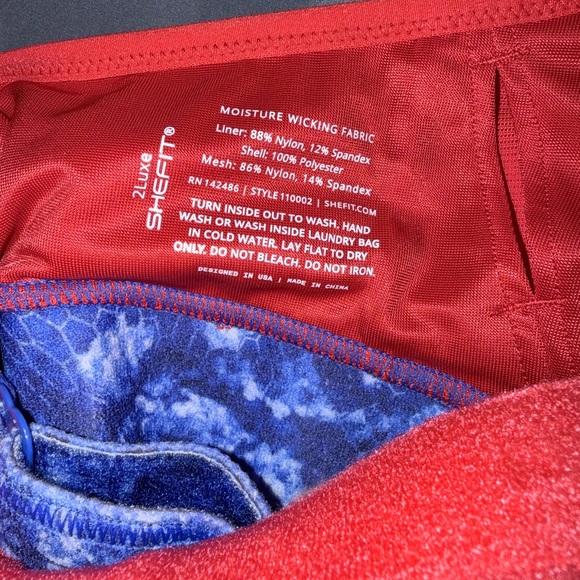 2LUXE
SHEFIT®
MOISTURE WICKING FABRIC
Liner: 88% Nylon, 12% Spandex
Shell: 100% Polyester
Mesh: 86% Nylon, 14% Spandex
RN 142486 | STYLE 110002 | SHEFIT.COM
TURN INSIDE OUT TO WASH. HAND
WASH OR WASH INSIDE LAUNDRY BAG
IN COLD WATER. LAY FLAT TO DRY
ONLY. DO NOT BLEACH. DO NOT IRON.
DESIGNED IN USA | MADE IN CHINA